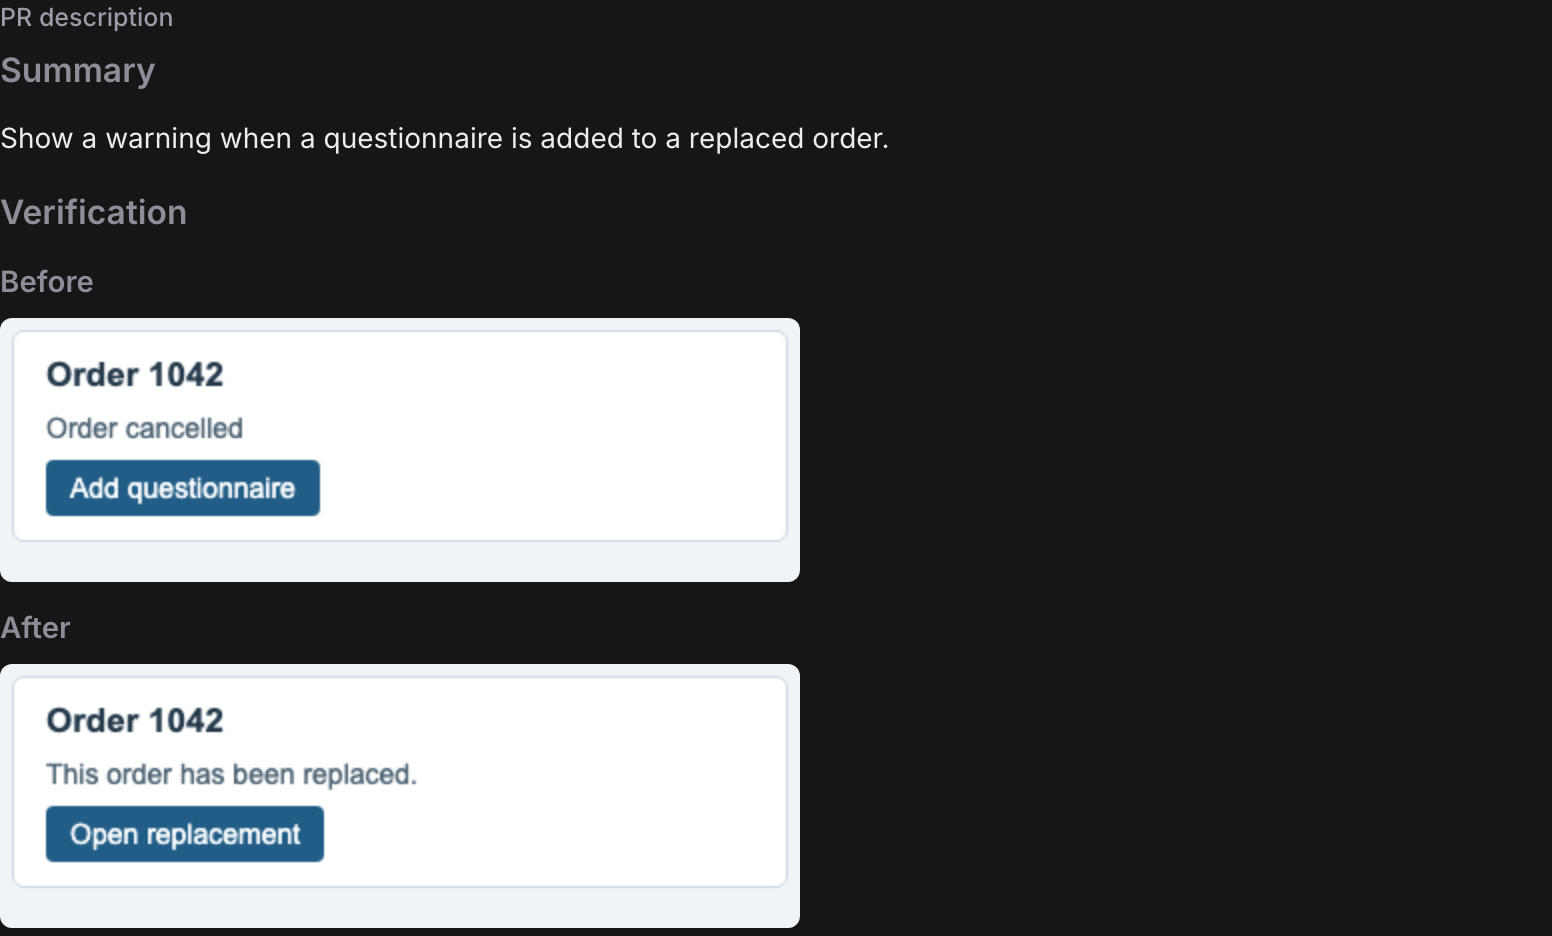 PR description
Summary
Show a warning when a questionnaire is added to a replaced order.
Verification
Before
Order 1042
Order cancelled
Add questionnaire
After
Order 1042
This order has been replaced.
Open replacement